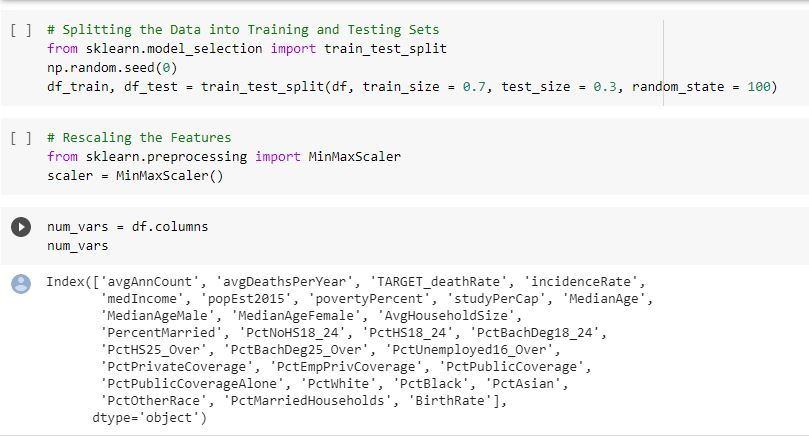 [ ] # Splitting the Data into Training and Testing Sets
from sklearn.model_selection import train_test_split
np.random.seed(0)
df_train, df_test = train_test_split(df, train_size = 0.7, test_size = 0.3, random_state = 100)
[ ] # Rescaling the Features
from sklearn.preprocessing import MinMaxScaler
scaler = MinMaxScaler()
num_vars = df.columns
num_vars
Index(['avgAnnCount', 'avgDeathsPerYear', 'TARGET_deathRate', 'incidenceRate',
'medIncome', 'popEst2015', 'povertyPercent', 'studyPerCap', 'MedianAge',
'MedianAgeMale', 'MedianAgeFemale', 'AvgHouseholdSize',
'PercentMarried', 'PctNoHS18_24', 'PctHS18_24', 'PctBachDeg18_24',
'PctHS25_Over', 'PctBachDeg25_Over', 'PctUnemployed16_Over',
'PctPrivateCoverage', 'PctEmpPrivCoverage', 'PctPublicCoverage',
'PctPublicCoverageAlone', 'PctWhite', 'PctBlack', 'PctAsian',
'PctOtherRace', 'PctMarriedHouseholds', 'BirthRate'],
dtype='object')